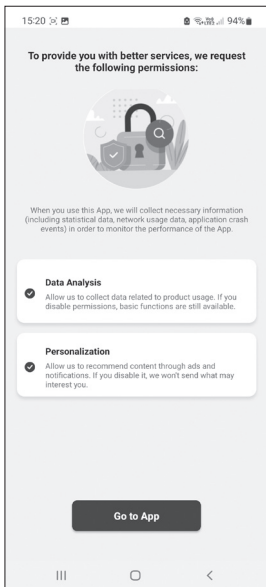 15:20 94%
To provide you with better services, we request
the following permissions:
When you use this App, we will collect necessary information
(including statistical data, network usage data, application crash
events) in order to monitor the performance of the App.
Data Analysis
Allow us to collect data related to product usage. If you
disable permissions, basic functions are still available.
Personalization
Allow us to recommend content through ads and
notifications. If you disable it, we won't send what may
interest you.
Go to App